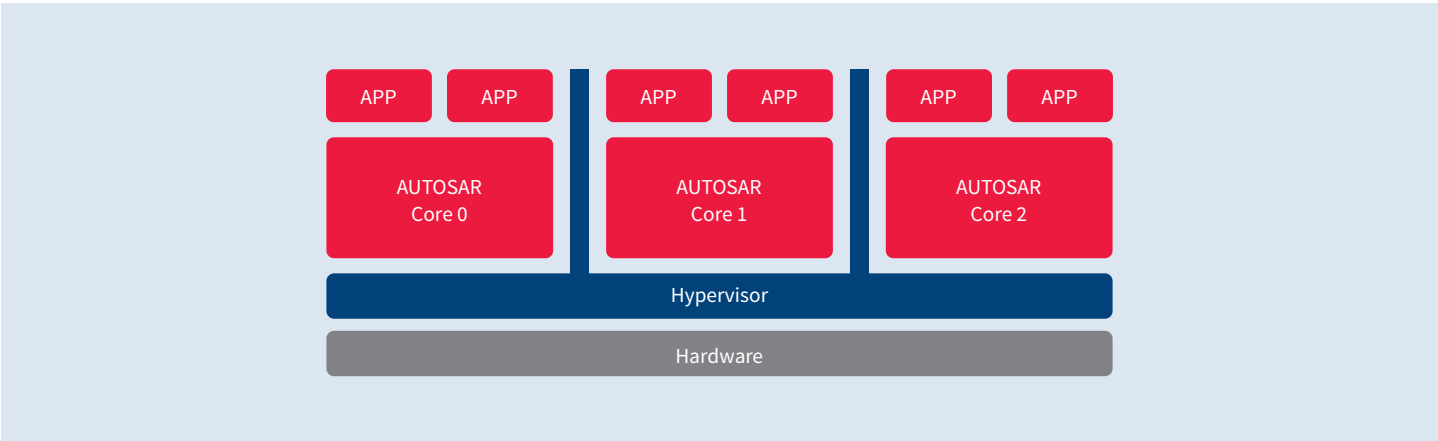 APP
APP
APP
APP
APP
APP
AUTOSAR
Core 0
AUTOSAR
Core 1
AUTOSAR
Core 2
Hypervisor
Hardware